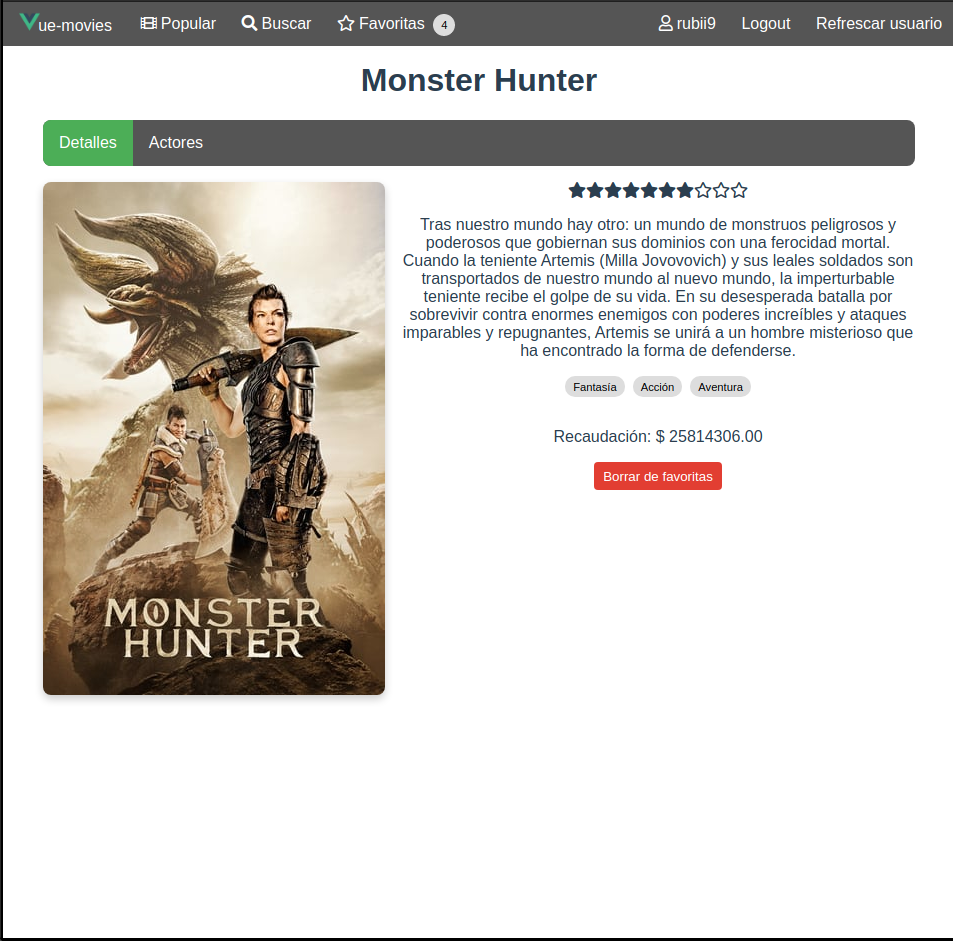 Vue-movies Popular Buscar Favoritas 4 rubii9 Logout Refrescar usuario
Monster Hunter
Detalles Actores
Tras nuestro mundo hay otro: un mundo de monstruos peligrosos y
poderosos que gobiernan sus dominios con una ferocidad mortal.
Cuando la teniente Artemis (Milla Jovovovich) y sus leales soldados son
transportados de nuestro mundo al nuevo mundo, la imperturbable
teniente recibe el golpe de su vida. En su desesperada batalla por
sobrevivir contra enormes enemigos con poderes increíbles y ataques
imparables y repugnantes, Artemis se unirá a un hombre misterioso que
ha encontrado la forma de defenderse.
Fantasía Acción Aventura
Recaudación: $ 25814306.00
Borrar de favoritas
MONSTER
HUNTER